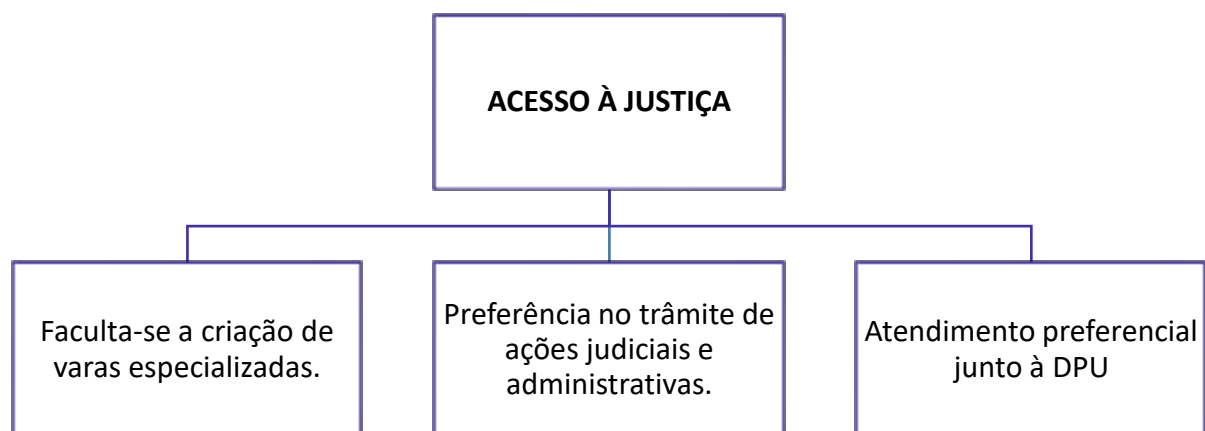 ACESSO À JUSTIÇA
Faculta-se a criação de
varas especializadas.
Preferência no trâmite de
ações judiciais e
administrativas.
Atendimento preferencial
junto à DPU